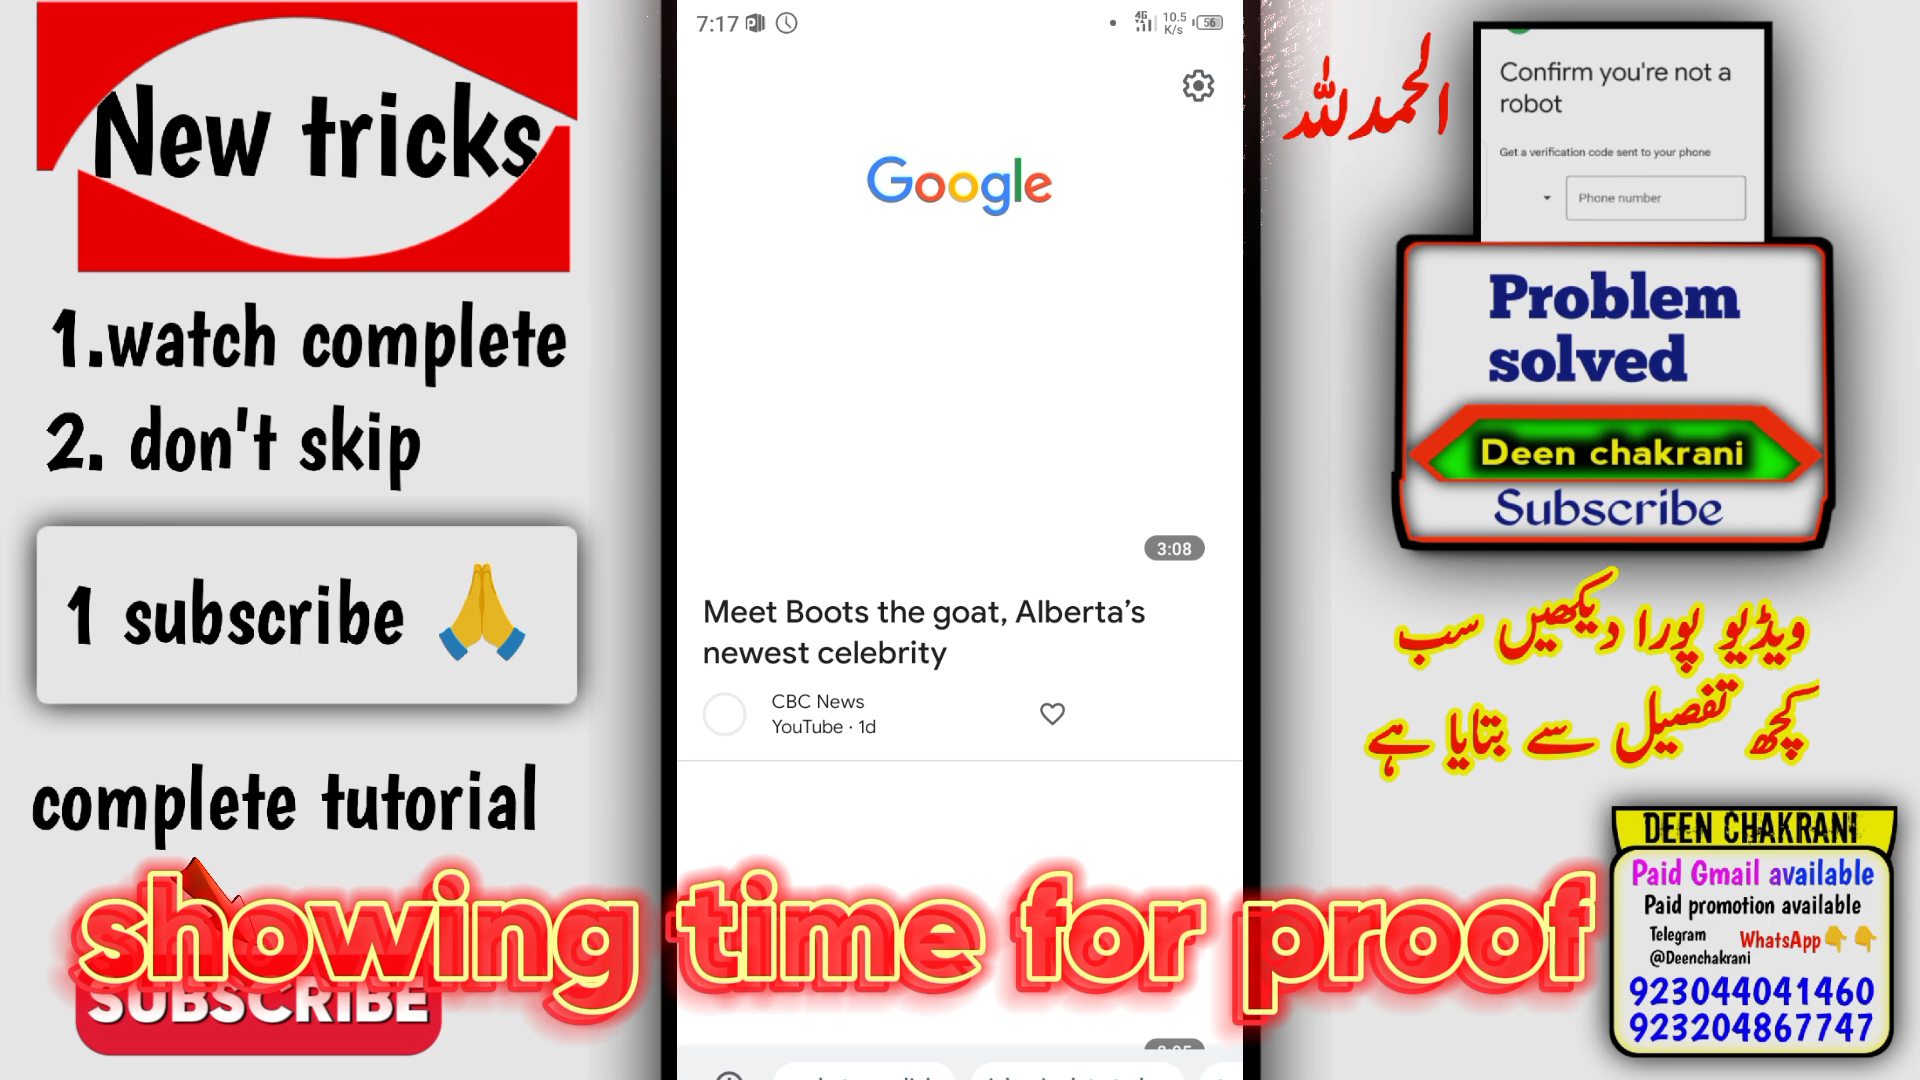 New tricks
1.watch complete
2. don't skip
1 subscribe 🙏
complete tutorial
SUBSCRIBE
showing time for proof
7:17
4G
10.5
K/s
56
Google
3:08
Meet Boots the goat, Alberta’s
newest celebrity
CBC News
YouTube · 1d
الحمدللہ
Confirm you're not a
robot
Get a verification code sent to your phone
Phone number
Problem
solved
Deen chakrani
Subscribe
ویڈیو پورا دیکھیں سب
کچھ تفصیل سے بتایا ہے
DEEN CHAKRANI
Paid Gmail available
Paid promotion available
Telegram WhatsApp👇👇
@Deenchakrani
923044041460
923204867747